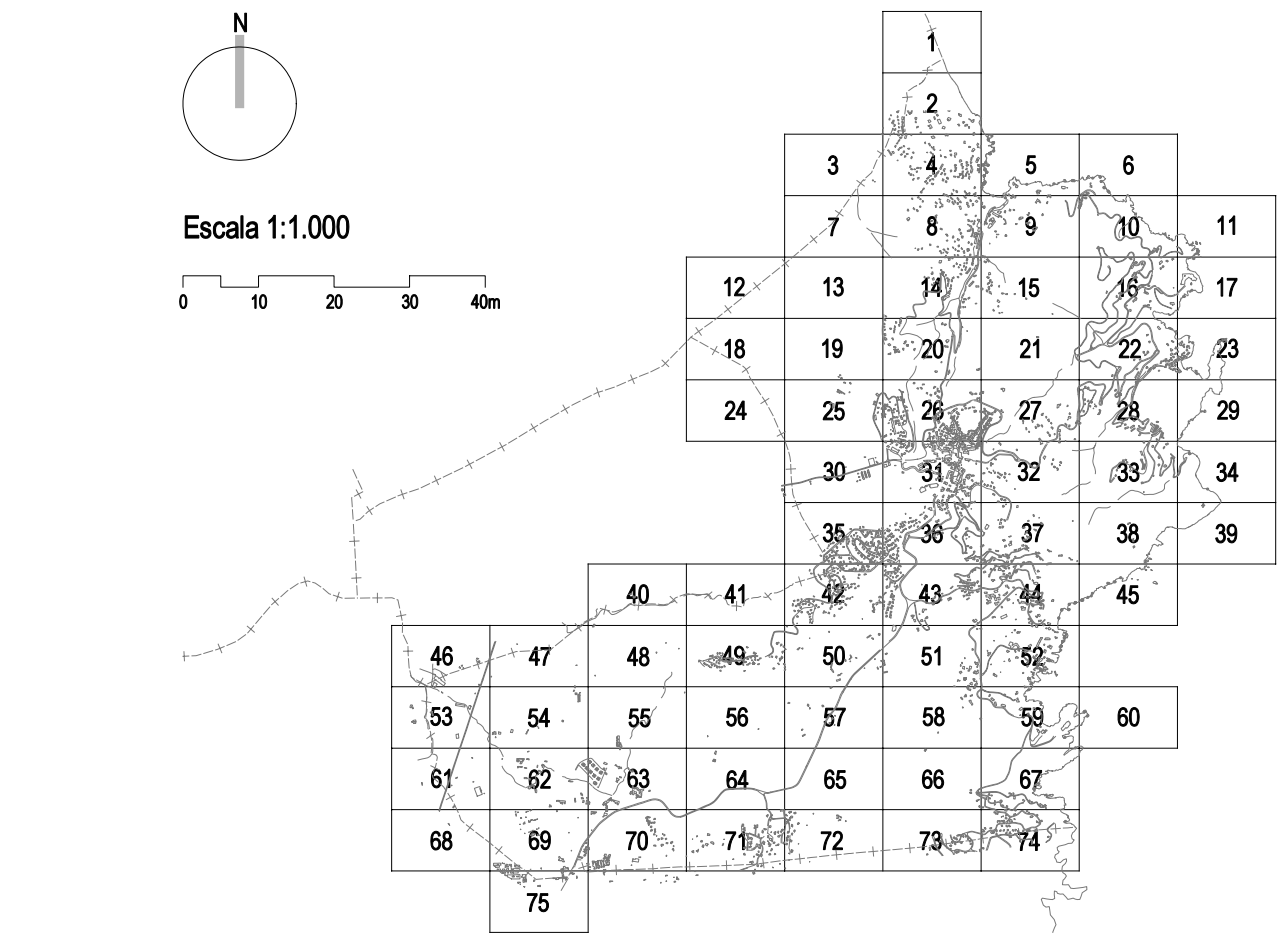 N
1
2
3 4 5 6
Escala 1:1.000
7 8 9 10 11
12 13 14 15 16 17
0 10 20 30 40m
18 19 20 21 22 23
24 25 26 27 28 29
30 31 32 33 34
35 36 37 38 39
40 41 42 43 44 45
46 47 48 49 50 51 52
53 54 55 56 57 58 59 60
61 62 63 64 65 66 67
68 69 70 71 72 73 74
75